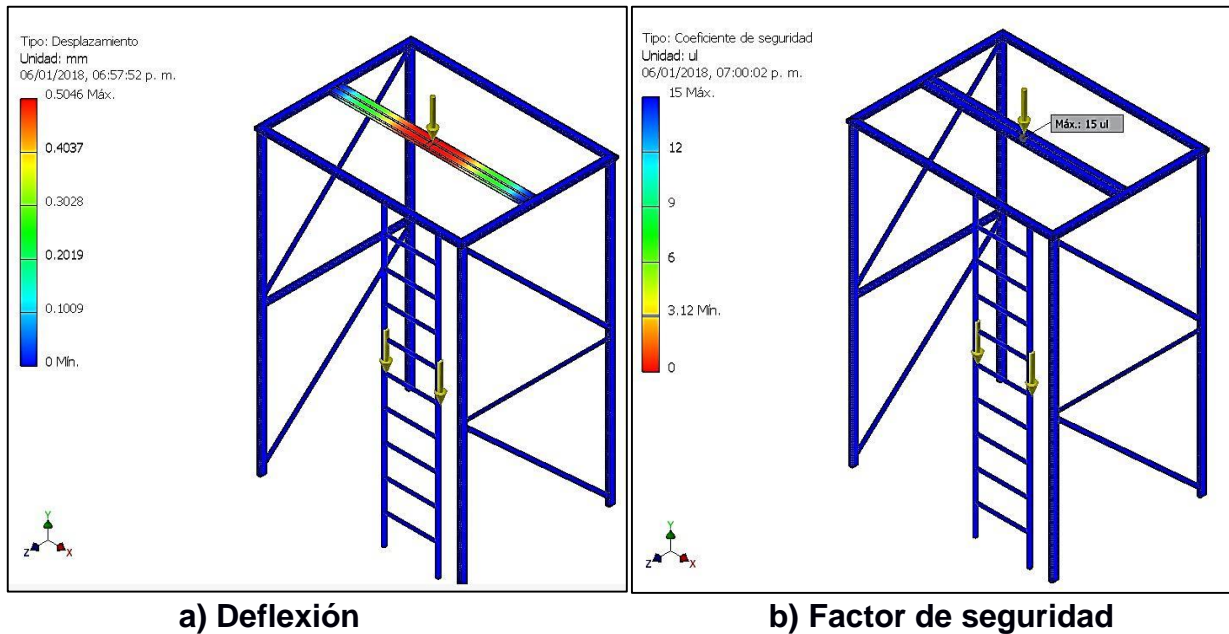 Tipo: Desplazamiento
Unidad: mm
06/01/2018, 06:57:52 p. m.
0.5046 Máx.
0.4037
0.3028
0.2019
0.1009
0 Mín.
Y
Z
X
a) Deflexión
Tipo: Coeficiente de seguridad
Unidad: ul
06/01/2018, 07:00:02 p. m.
15 Máx.
12
9
6
3.12 Mín.
0
Máx.: 15 ul
Y
Z
X
b) Factor de seguridad